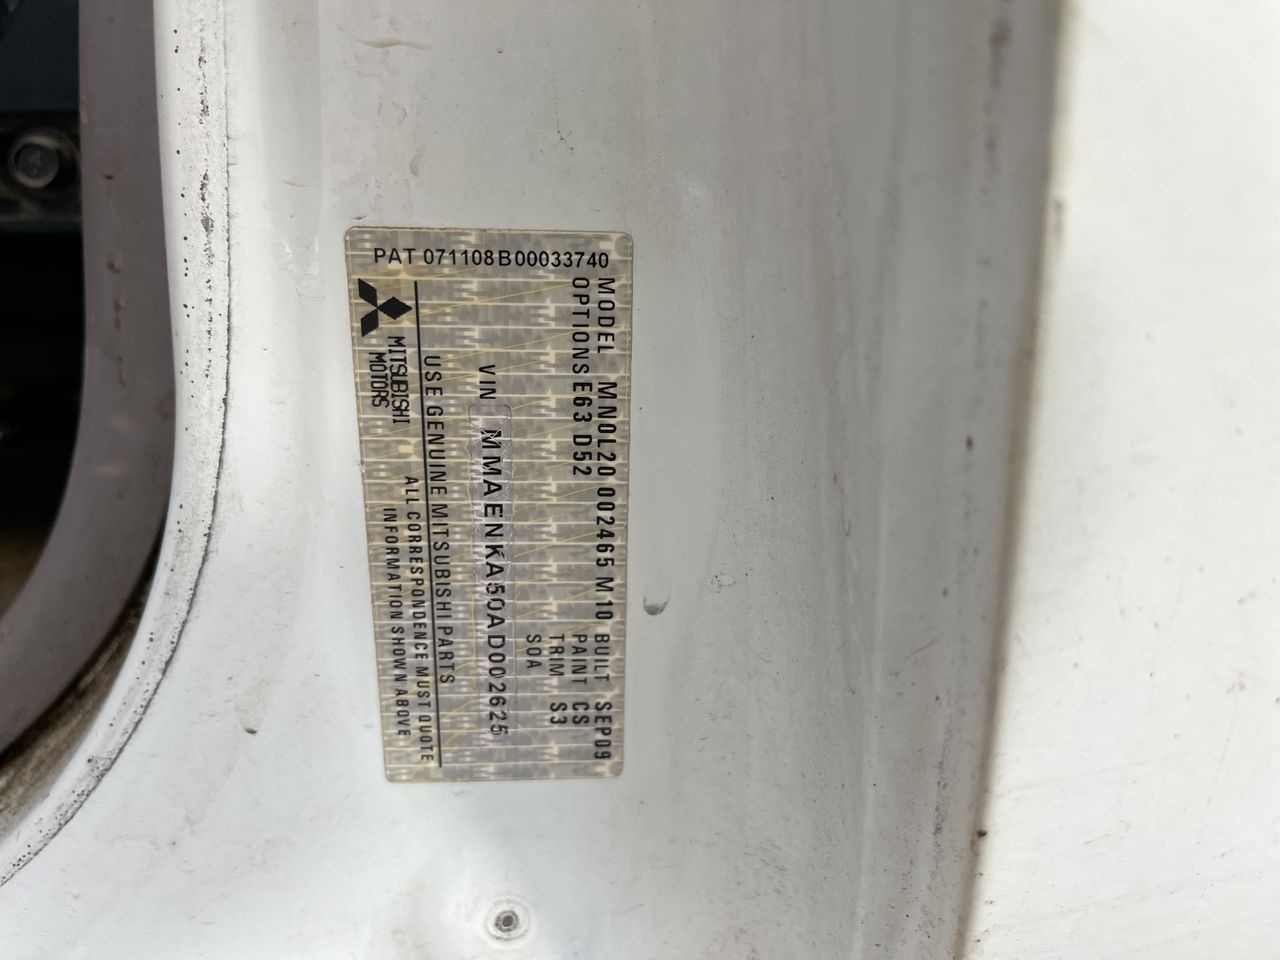 PAT 071108B00033740
MODEL MN0L20 002465 M10 BUILT SEP09
OPTIONS E63 D52 PAINT CS
TRIM S3
SOA
VIN MMAENKA50AD002625
USE GENUINE MITSUBISHI PARTS
MITSUBISHI
MOTORS
ALL CORRESPONDENCE MUST QUOTE
INFORMATION SHOWN ABOVE